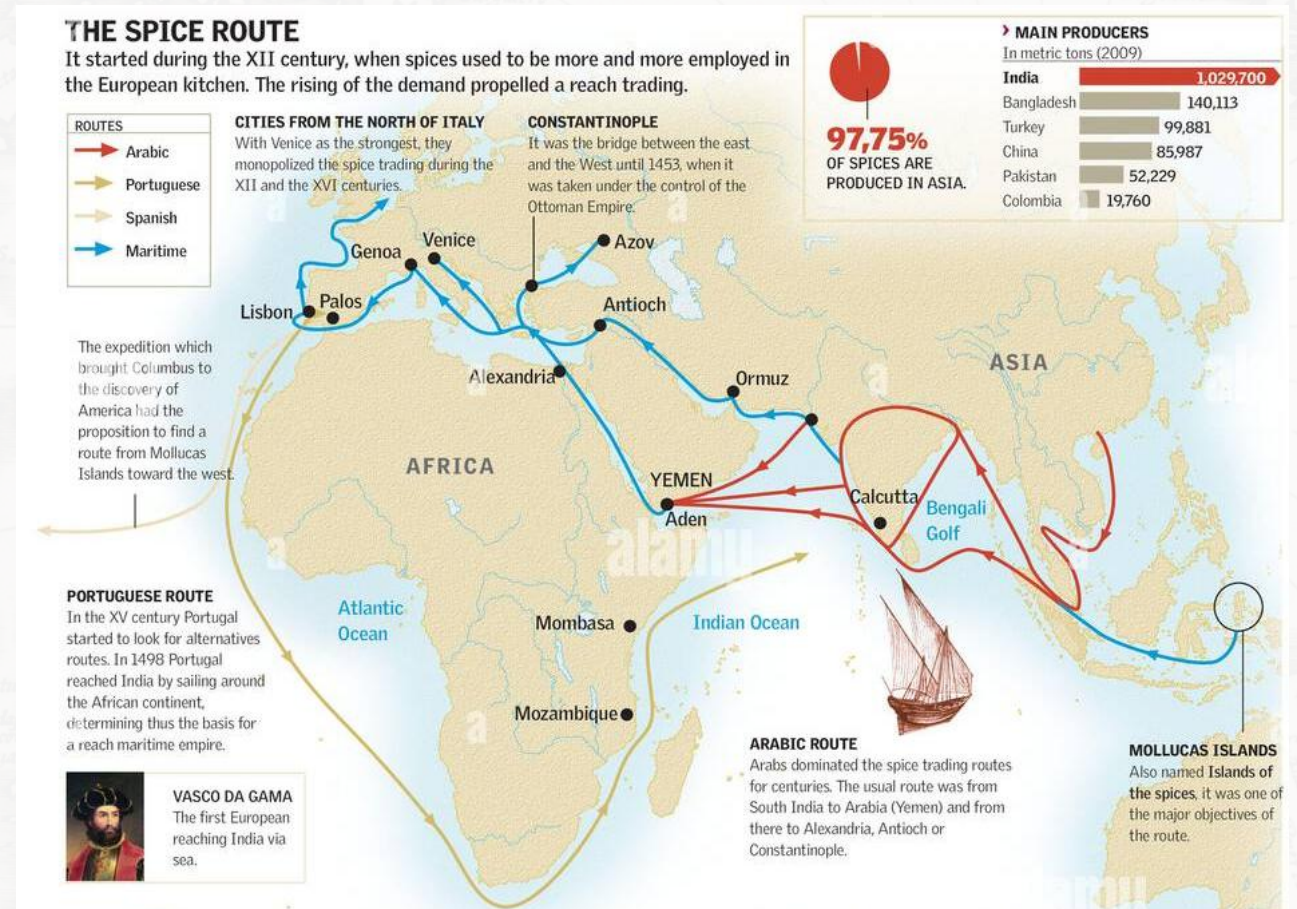 THE SPICE ROUTE
It started during the XII century, when spices used to be more and more employed in
the European kitchen. The rising of the demand propelled a reach trading.
ROUTES
Arabic
Portuguese
Spanish
Maritime
CITIES FROM THE NORTH OF ITALY
With Venice as the strongest, they
monopolized the spice trading during the
XII and the XVI centuries.
CONSTANTINOPLE
It was the bridge between the east
and the West until 1453, when it
was taken under the control of the
Ottoman Empire.
97,75%
OF SPICES ARE
PRODUCED IN ASIA.
› MAIN PRODUCERS
In metric tons (2009)
India 1,029,700
Bangladesh 140,113
Turkey 99,881
China 85,987
Pakistan 52,229
Colombia 19,760
Genoa
Venice
Azov
Lisbon
Palos
Antioch
Alexandria
Ormuz
ASIA
AFRICA
YEMEN
Aden
Calcutta
Bengali
Golf
The expedition which
brought Columbus to
the discovery of
America had the
proposition to find a
route from Mollucas
Islands toward the west.
alamy
a
a
a
a
a
Atlantic
Ocean
Mombasa
Indian Ocean
Mozambique
PORTUGUESE ROUTE
In the XV century Portugal
started to look for alternatives
routes. In 1498 Portugal
reached India by sailing around
the African continent,
determining thus the basis for
a reach maritime empire.
VASCO DA GAMA
The first European
reaching India via
sea.
ARABIC ROUTE
Arabs dominated the spice trading routes
for centuries. The usual route was from
South India to Arabia (Yemen) and from
there to Alexandria, Antioch or
Constantinople.
MOLLUCAS ISLANDS
Also named Islands of
the spices, it was one of
the major objectives of
the route.